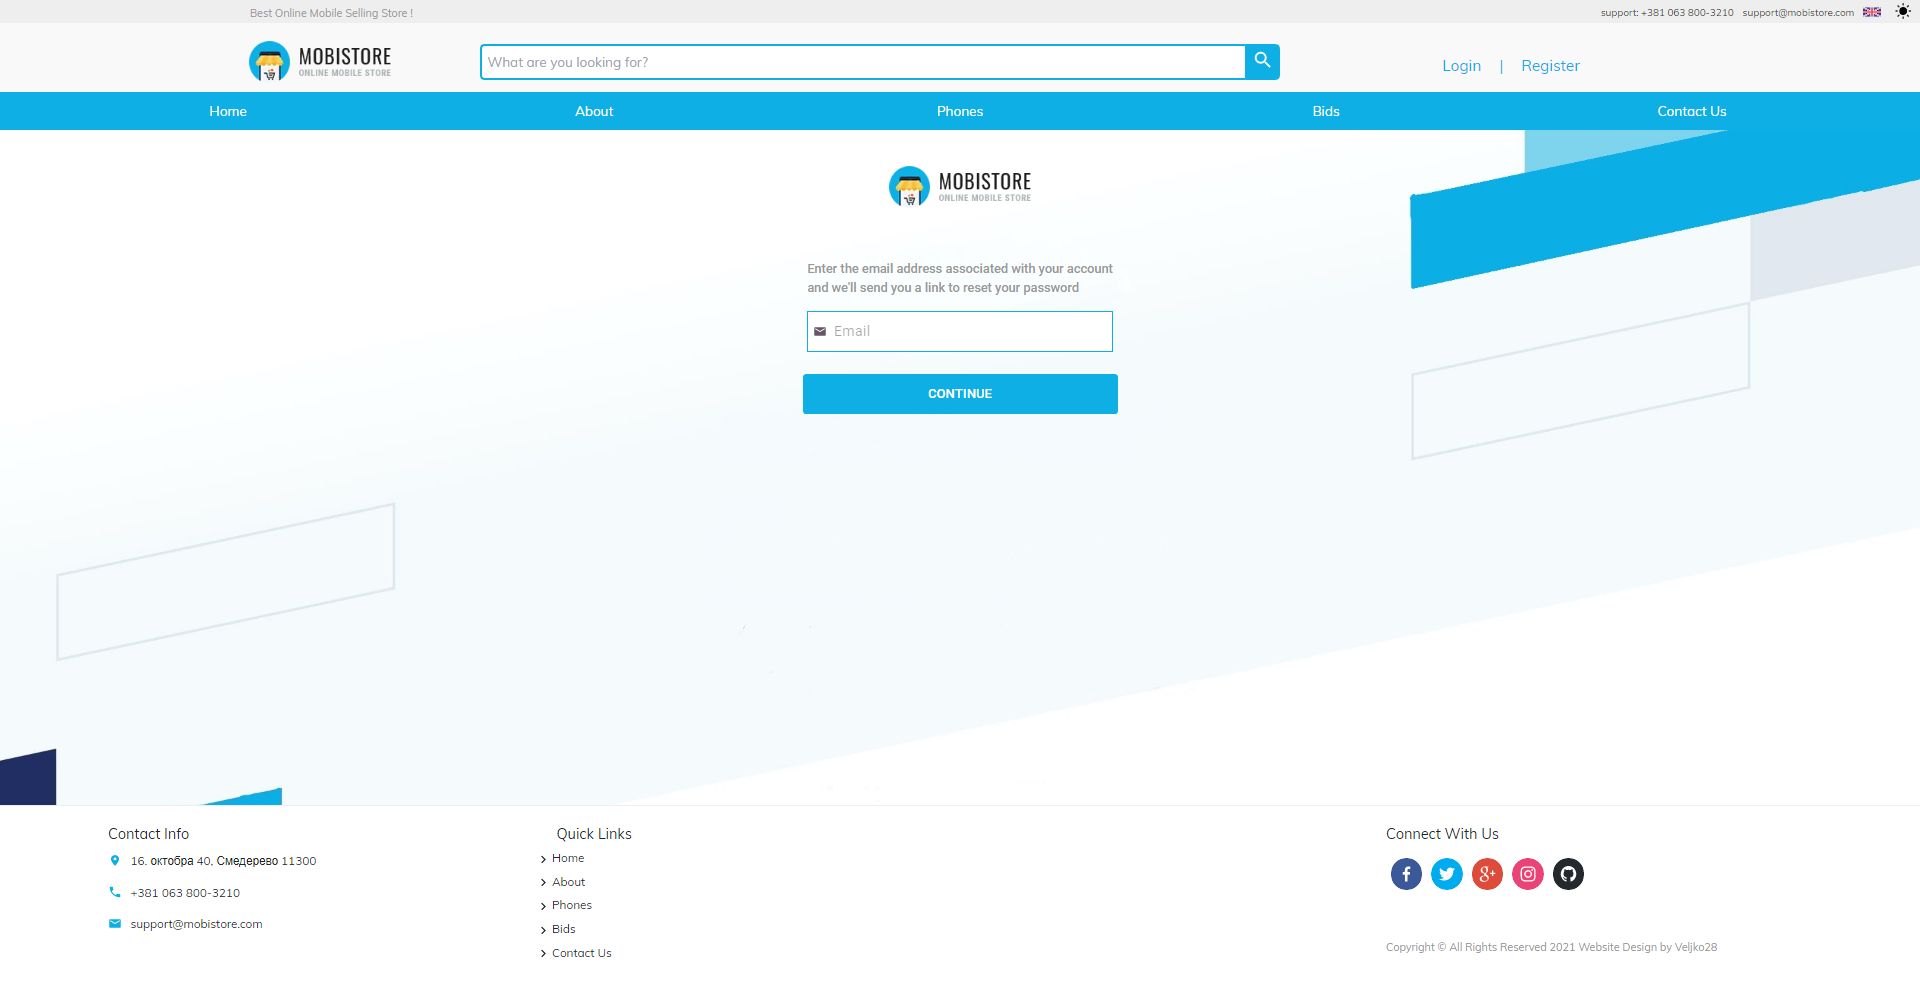 Best Online Mobile Selling Store !
support: +381 063 800-3210 support@mobistore.com
MOBISTORE
ONLINE MOBILE STORE
What are you looking for?
Login | Register
Home About Phones Bids Contact Us
MOBISTORE
ONLINE MOBILE STORE
Enter the email address associated with your account
and we'll send you a link to reset your password
Email
CONTINUE
Contact Info
16. октобра 40, Смедерево 11300
+381 063 800-3210
support@mobistore.com
Quick Links
Home
About
Phones
Bids
Contact Us
Connect With Us
Copyright © All Rights Reserved 2021 Website Design by Veljko28